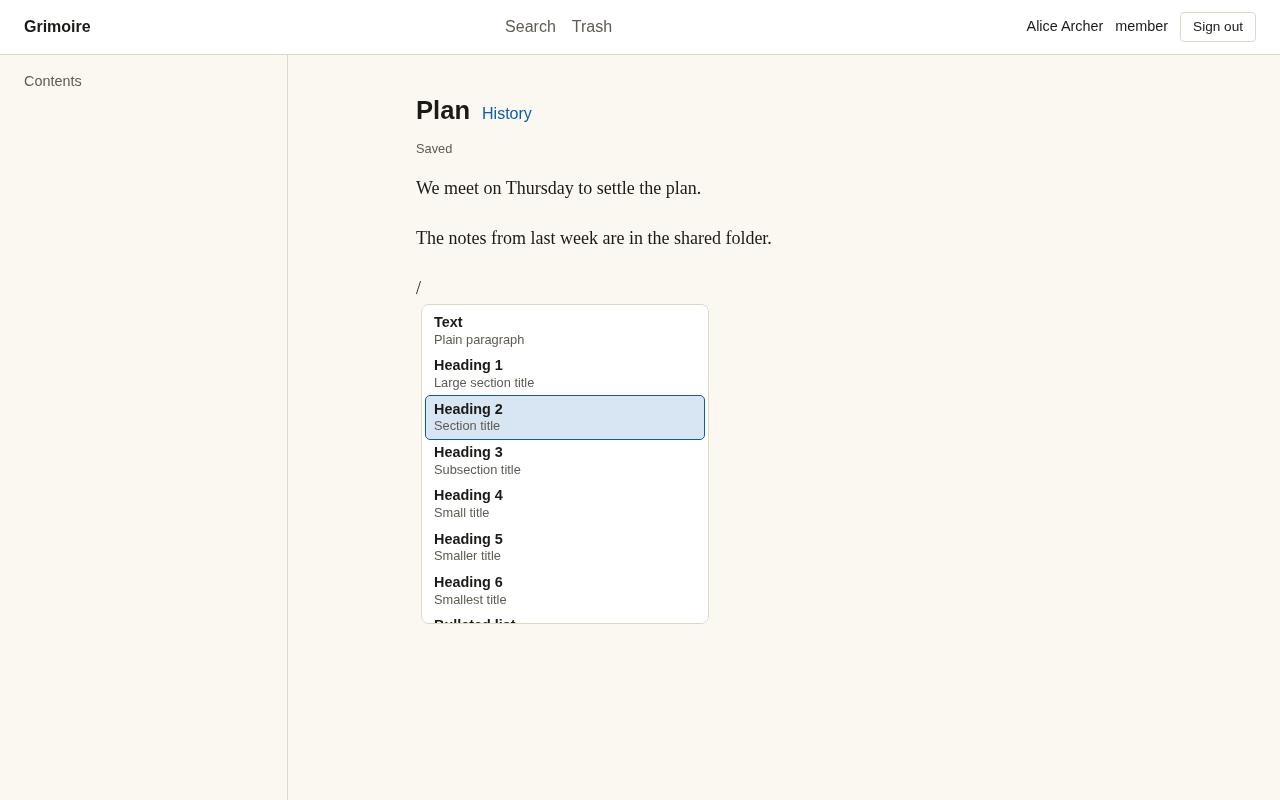 Grimoire
Search Trash
Alice Archer member Sign out
Contents
Plan History
Saved
We meet on Thursday to settle the plan.
The notes from last week are in the shared folder.
/
Text
Plain paragraph
Heading 1
Large section title
Heading 2
Section title
Heading 3
Subsection title
Heading 4
Small title
Heading 5
Smaller title
Heading 6
Smallest title
Bulleted list